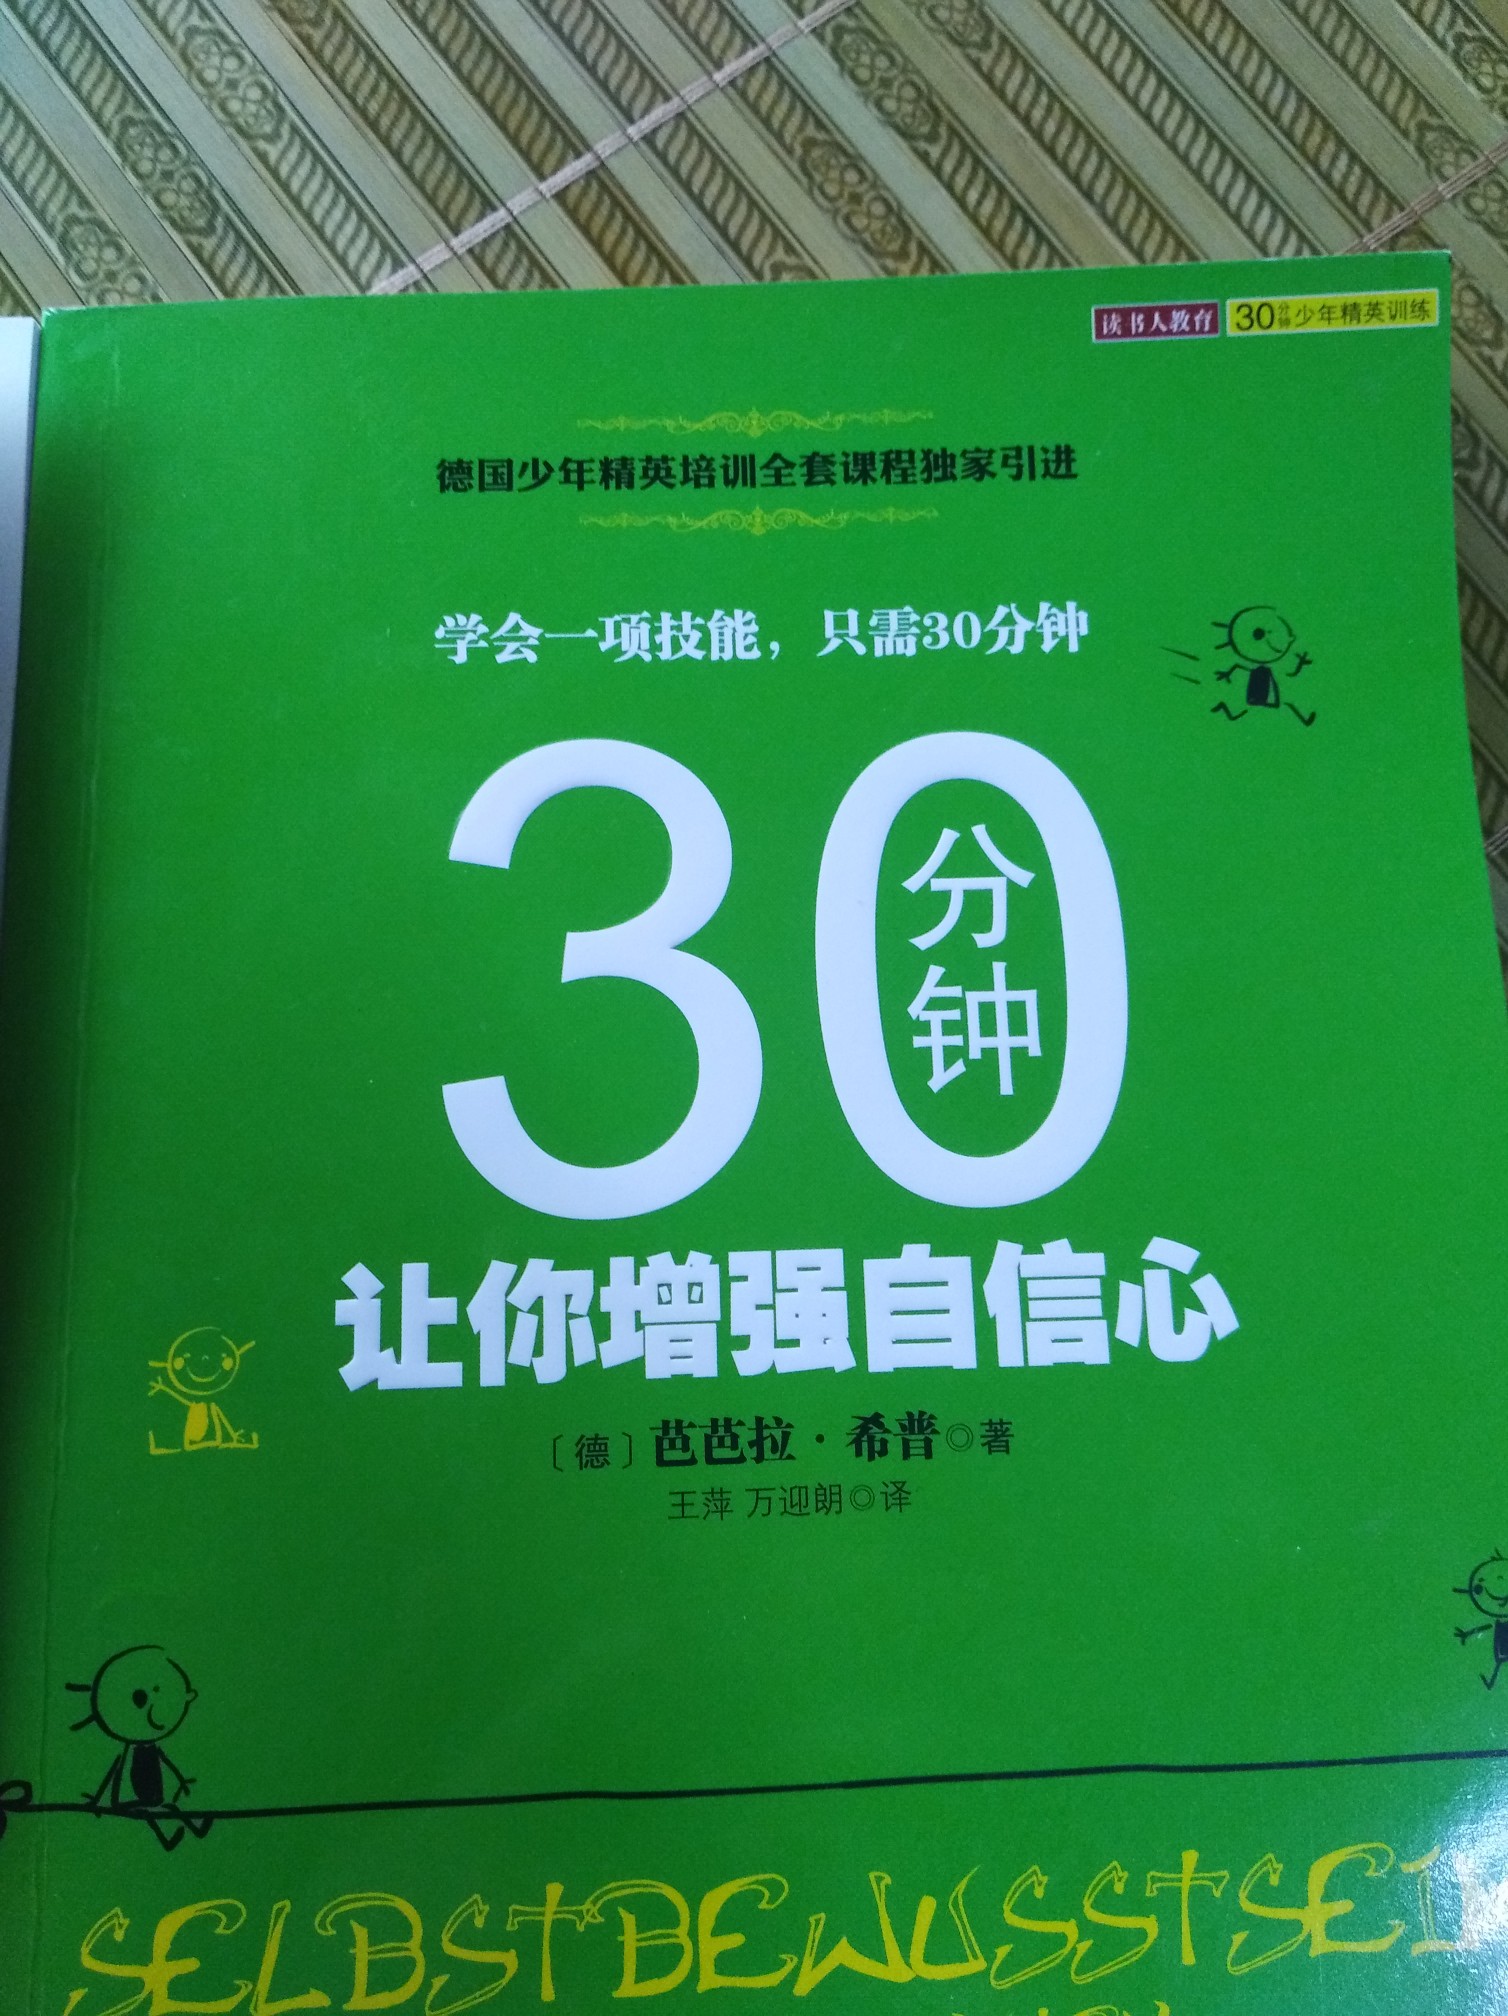 读书人教育 30分钟少年精英训练
德国少年精英培训全套课程独家引进
学会一项技能，只需30分钟
30分钟
让你增强自信心
〔德〕芭芭拉·希普◎著
王萍 万迎朗◎译
SELBSTBEWUSSTSEIN